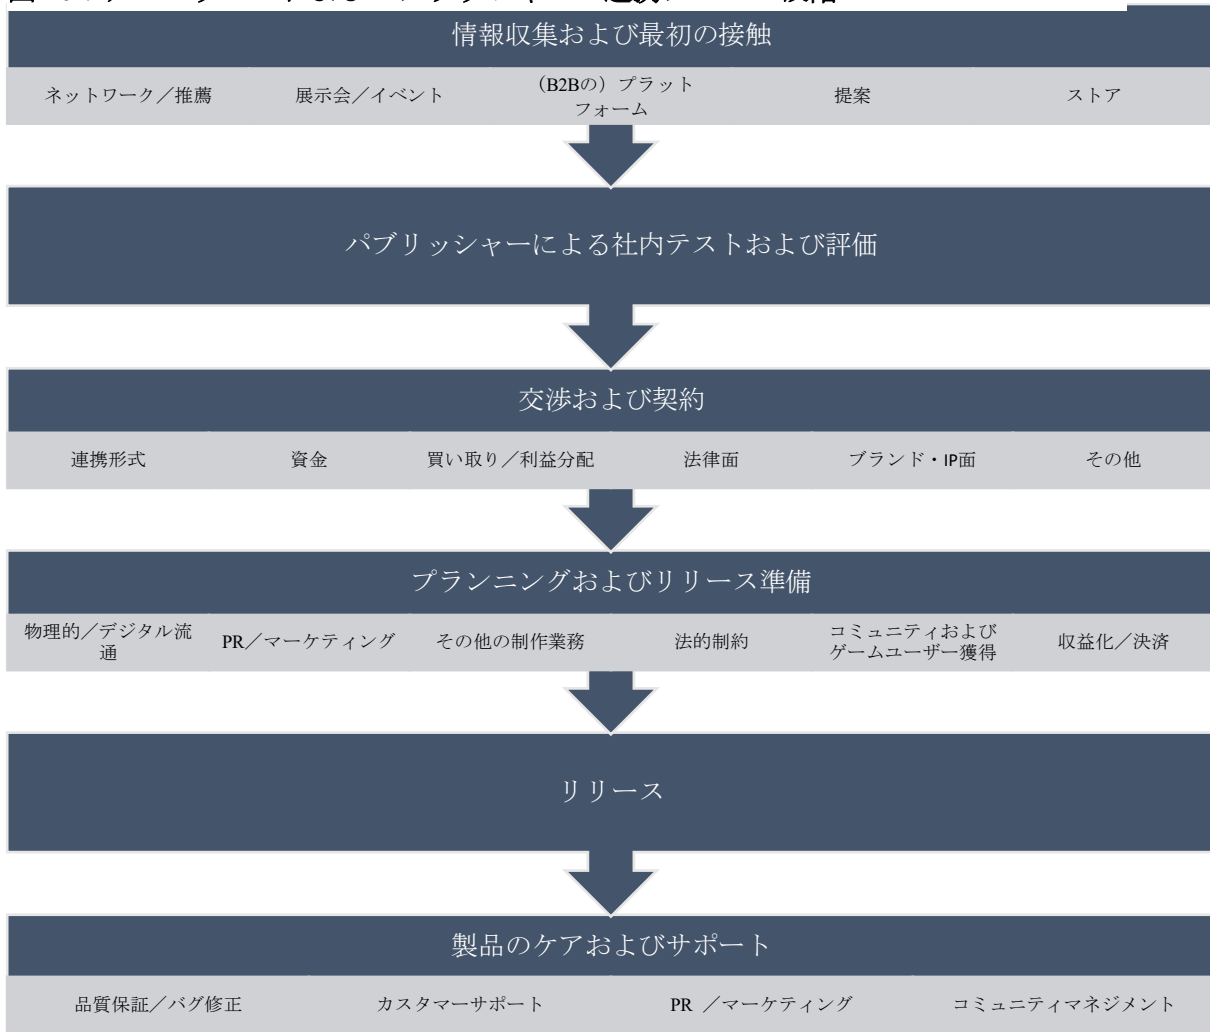 情報収集および最初の接触
ネットワーク／推薦
展示会／イベント
（B2Bの）プラット
フォーム
提案
ストア
パブリッシャーによる社内テストおよび評価
交渉および契約
連携形式
資金
買い取り／利益分配
法律面
ブランド・IP面
その他
プランニングおよびリリース準備
物理的／デジタル流
通
PR／マーケティング
その他の制作業務
法的制約
コミュニティおよび
ゲームユーザー獲得
収益化／決済
リリース
製品のケアおよびサポート
品質保証／バグ修正
カスタマーサポート
PR ／マーケティング
コミュニティマネジメント